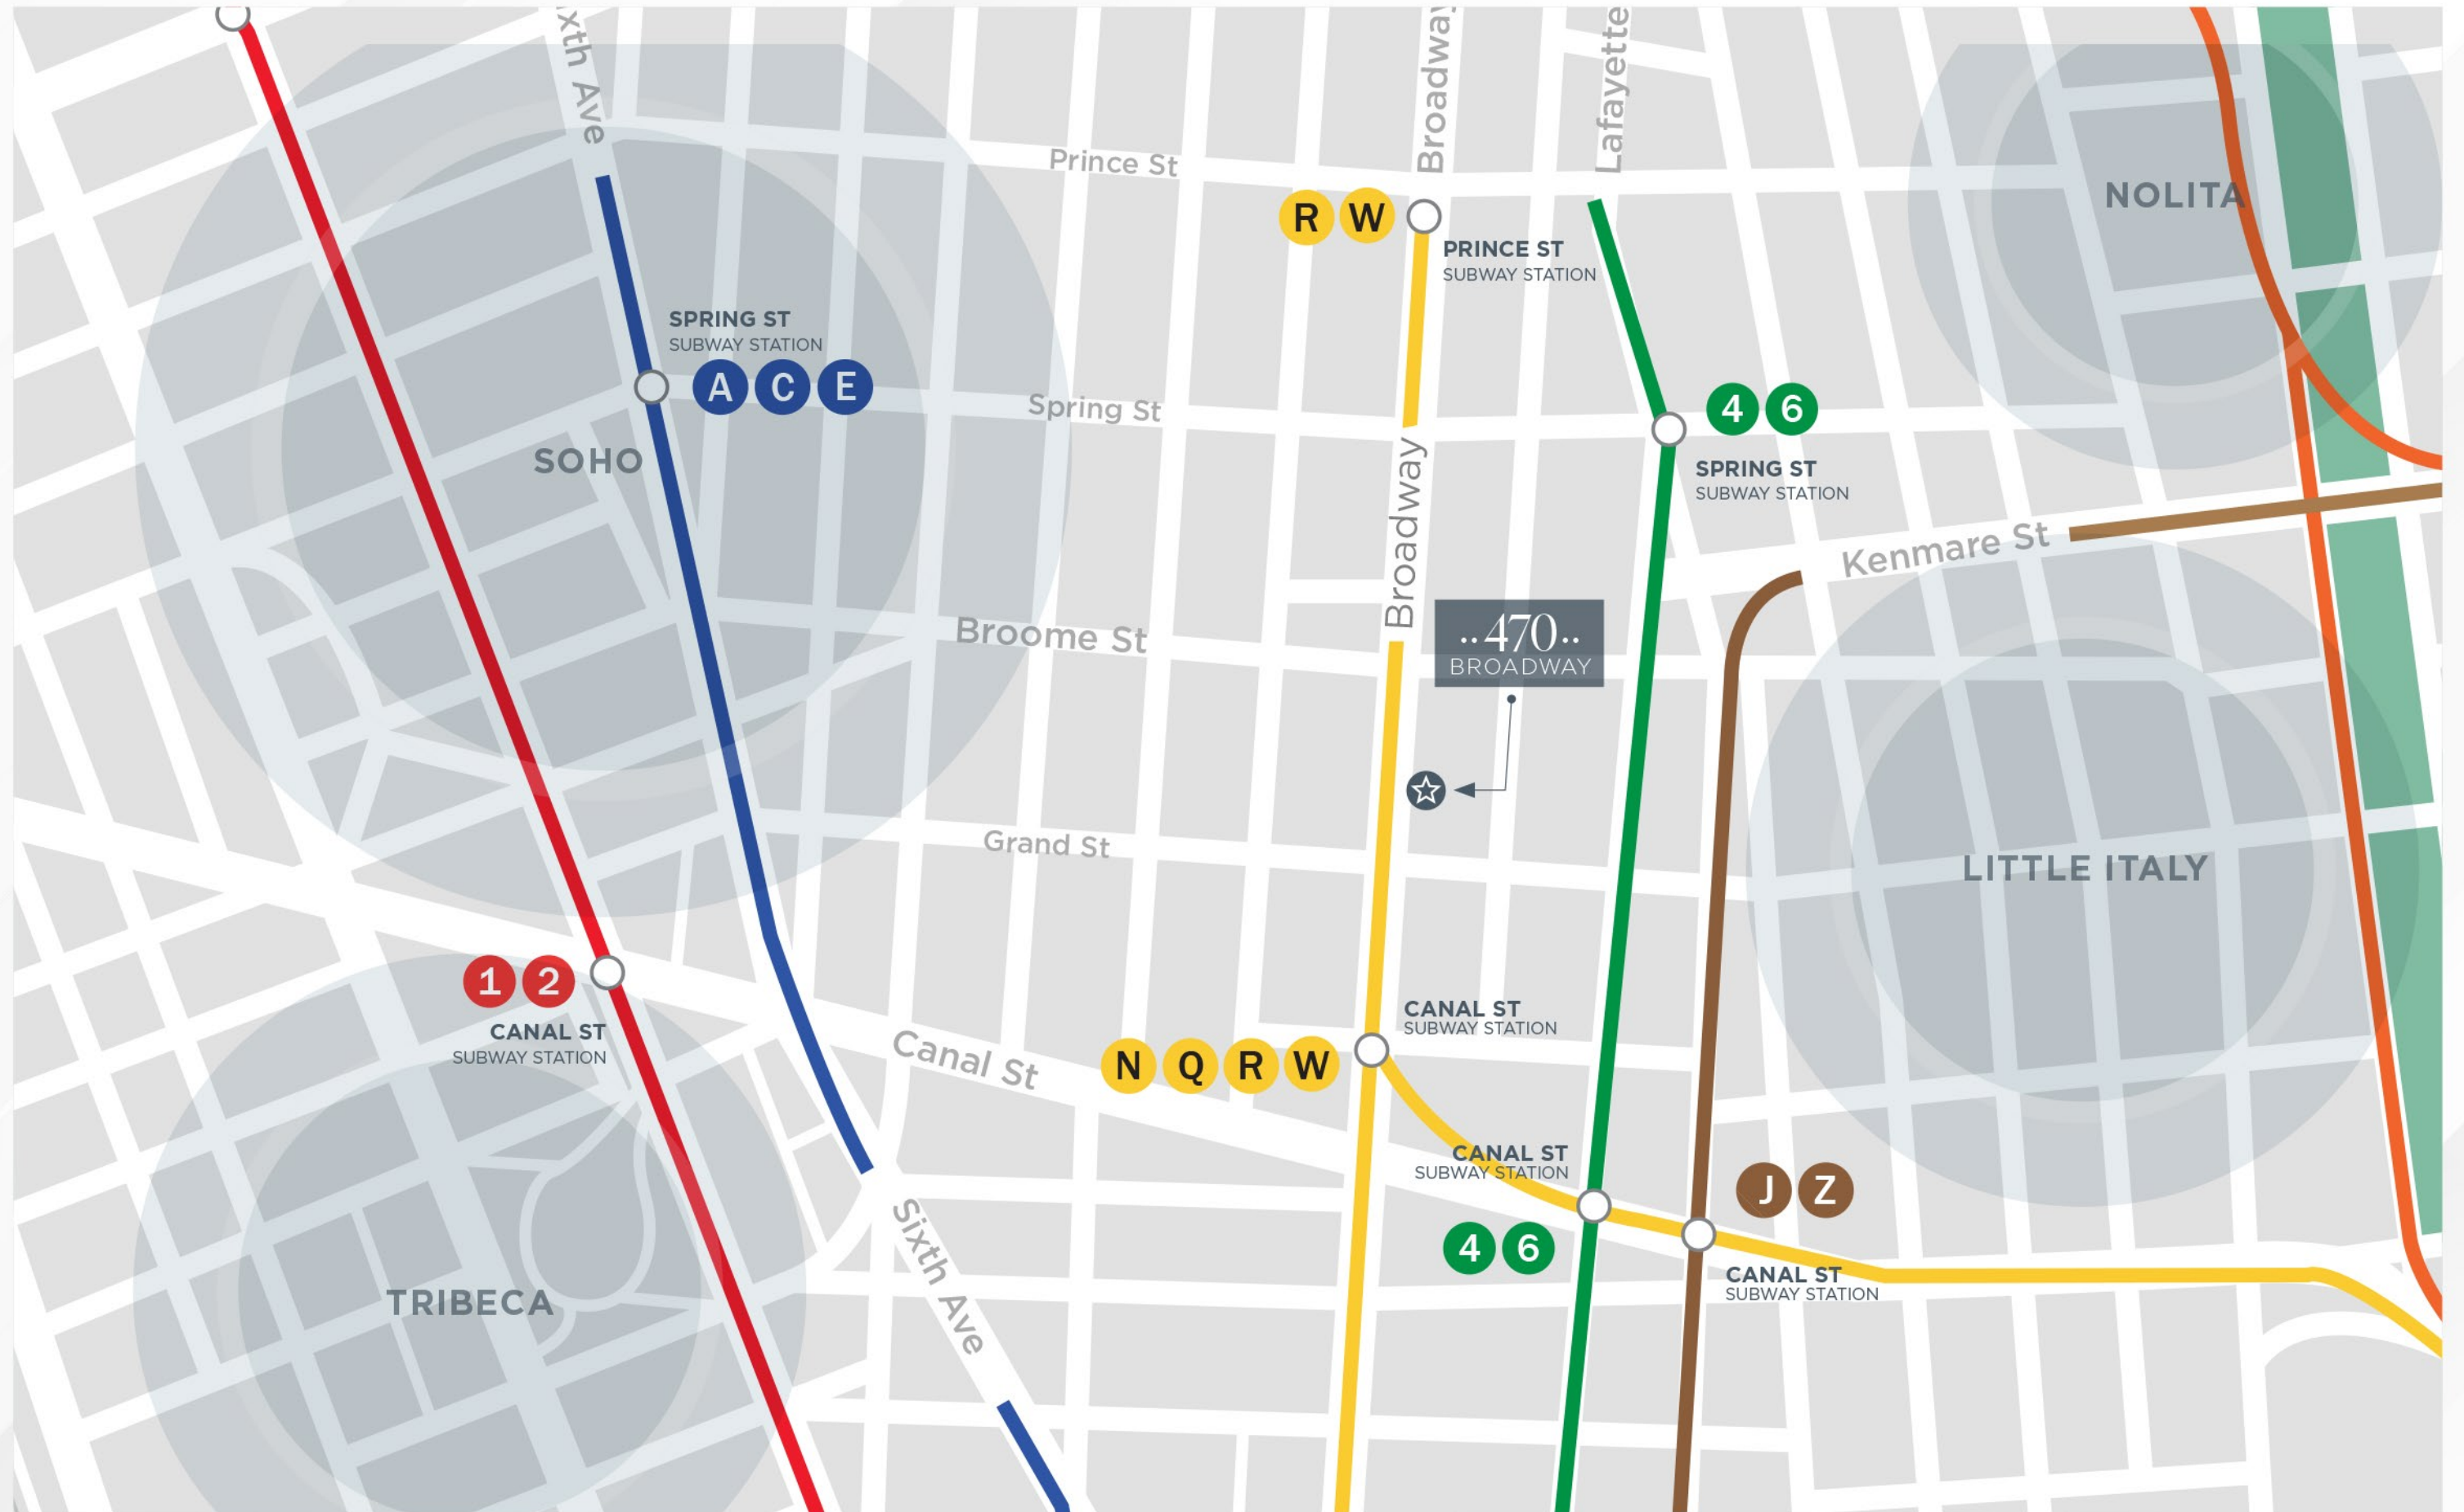 xth Ave
Broadway
Lafayette
Prince St
NOLITA
R W
PRINCE ST
SUBWAY STATION
SPRING ST
SUBWAY STATION
A C E
Spring St
4 6
SPRING ST
SUBWAY STATION
SOHO
Broadway
Kenmare St
Broome St
..470..
BROADWAY
Grand St
LITTLE ITALY
1 2
CANAL ST
SUBWAY STATION
Canal St
CANAL ST
SUBWAY STATION
N Q R W
CANAL ST
SUBWAY STATION
4 6
J Z
CANAL ST
SUBWAY STATION
Sixth Ave
TRIBECA